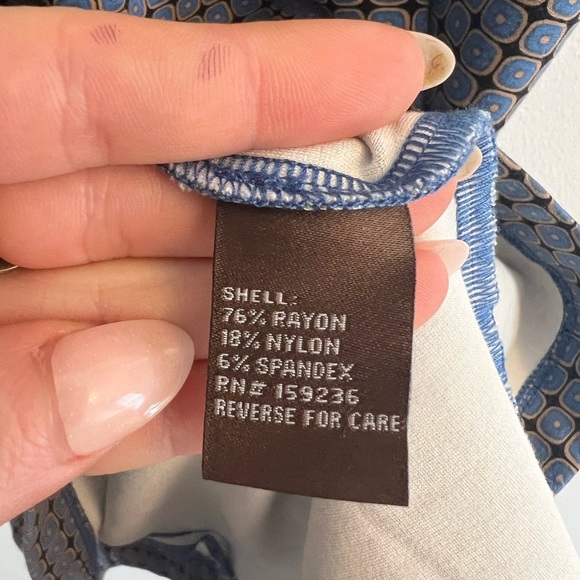 SHELL:
76% RAYON
18% NYLON
6% SPANDEX
RN# 159236
REVERSE FOR CARE